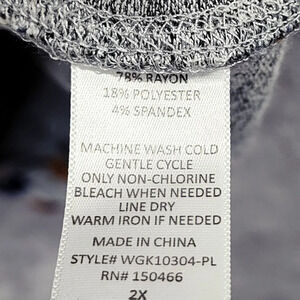 78% RAYON
18% POLYESTER
4% SPANDEX
MACHINE WASH COLD
GENTLE CYCLE
ONLY NON-CHLORINE
BLEACH WHEN NEEDED
LINE DRY
WARM IRON IF NEEDED
MADE IN CHINA
STYLE# WGK10304-PL
RN# 150466
2X